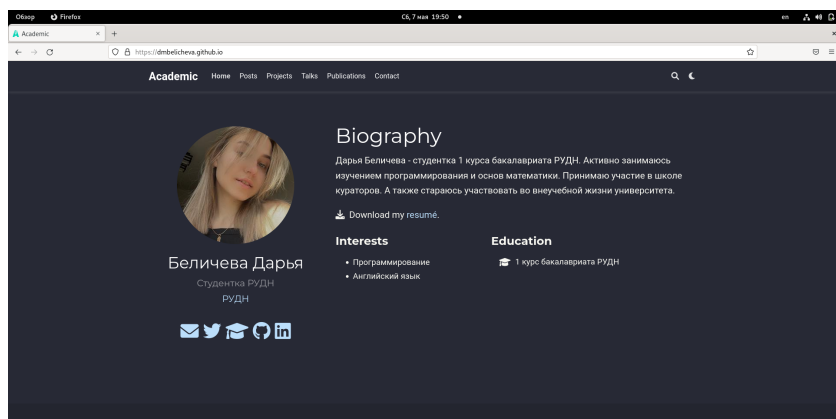 Обзор Firefox Сб, 7 мая 19:50 en
Academic
https://dmbelicheva.github.io
Academic Home Posts Projects Talks Publications Contact
Biography
Дарья Беличева - студентка 1 курса бакалавриата РУДН. Активно занимаюсь
изучением программирования и основ математики. Принимаю участие в школе
кураторов. А также стараюсь участвовать во внеучебной жизни университета.
Download my resumé.
Беличева Дарья
Студентка РУДН
РУДН
Interests
Программирование
Английский язык
Education
1 курс бакалавриата РУДН